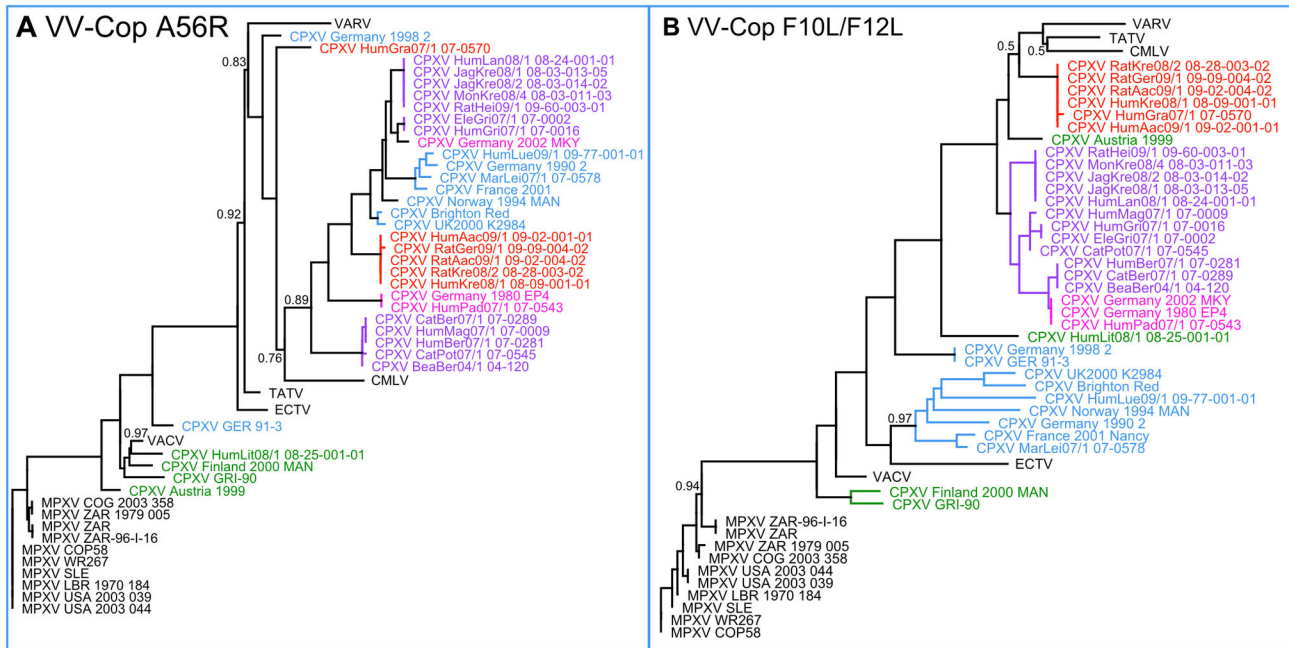 A VV-Cop A56R
VARV
CPXV Germany 1998 2
CPXV HumGra07/1 07-0570
0.83
CPXV HumLan08/1 08-24-001-01
CPXV JagKre08/1 08-03-013-05
CPXV JagKre08/2 08-03-014-02
CPXV MonKre08/4 08-03-011-03
CPXV RatHei09/1 09-60-003-01
CPXV EleGri07/1 07-0002
CPXV HumGri07/1 07-0016
CPXV Germany 2002 MKY
CPXV HumLue09/1 09-77-001-01
CPXV Germany 1990 2
CPXV MarLei07/1 07-0578
CPXV France 2001
CPXV Norway 1994 MAN
CPXV Brighton Red
0.92
CPXV UK2000 K2984
CPXV HumAac09/1 09-02-001-01
CPXV RatGer09/1 09-09-004-02
CPXV RatAac09/1 09-02-004-02
CPXV RatKre08/2 08-28-003-02
CPXV HumKre08/1 08-09-001-01
0.89
CPXV Germany 1980 EP4
CPXV HumPad07/1 07-0543
CPXV CatBer07/1 07-0289
CPXV HumMag07/1 07-0009
CPXV HumBer07/1 07-0281
0.76
CPXV CatPot07/1 07-0545
CPXV BeaBer04/1 04-120
CMLV
TATV
ECTV
CPXV GER 91-3
0.97
VACV
CPXV HumLit08/1 08-25-001-01
CPXV Finland 2000 MAN
CPXV GRI-90
CPXV Austria 1999
MPXV COG 2003 358
MPXV ZAR 1979 005
MPXV ZAR
MPXV ZAR-96-I-16
MPXV COP58
MPXV WR267
MPXV SLE
MPXV LBR 1970 184
MPXV USA 2003 039
MPXV USA 2003 044
B VV-Cop F10L/F12L
VARV
TATV
0.5
0.5
CMLV
CPXV RatKre08/2 08-28-003-02
CPXV RatGer09/1 09-09-004-02
CPXV RatAac09/1 09-02-004-02
CPXV HumKre08/1 08-09-001-01
CPXV HumGra07/1 07-0570
CPXV HumAac09/1 09-02-001-01
CPXV Austria 1999
CPXV RatHei09/1 09-60-003-01
CPXV MonKre08/4 08-03-011-03
CPXV JagKre08/2 08-03-014-02
CPXV JagKre08/1 08-03-013-05
CPXV HumLan08/1 08-24-001-01
CPXV HumMag07/1 07-0009
CPXV HumGri07/1 07-0016
CPXV EleGri07/1 07-0002
CPXV CatPot07/1 07-0545
CPXV HumBer07/1 07-0281
CPXV CatBer07/1 07-0289
CPXV BeaBer04/1 04-120
CPXV Germany 2002 MKY
CPXV Germany 1980 EP4
CPXV HumPad07/1 07-0543
CPXV HumLit08/1 08-25-001-01
CPXV Germany 1998 2
CPXV GER 91-3
CPXV UK2000 K2984
CPXV Brighton Red
CPXV HumLue09/1 09-77-001-01
CPXV Norway 1994 MAN
0.97
CPXV Germany 1990 2
CPXV France 2001 Nancy
CPXV MarLei07/1 07-0578
ECTV
VACV
0.94
CPXV Finland 2000 MAN
CPXV GRI-90
MPXV ZAR-96-I-16
MPXV ZAR
MPXV ZAR 1979 005
MPXV COG 2003 358
MPXV USA 2003 044
MPXV USA 2003 039
MPXV LBR 1970 184
MPXV SLE
MPXV WR267
MPXV COP58